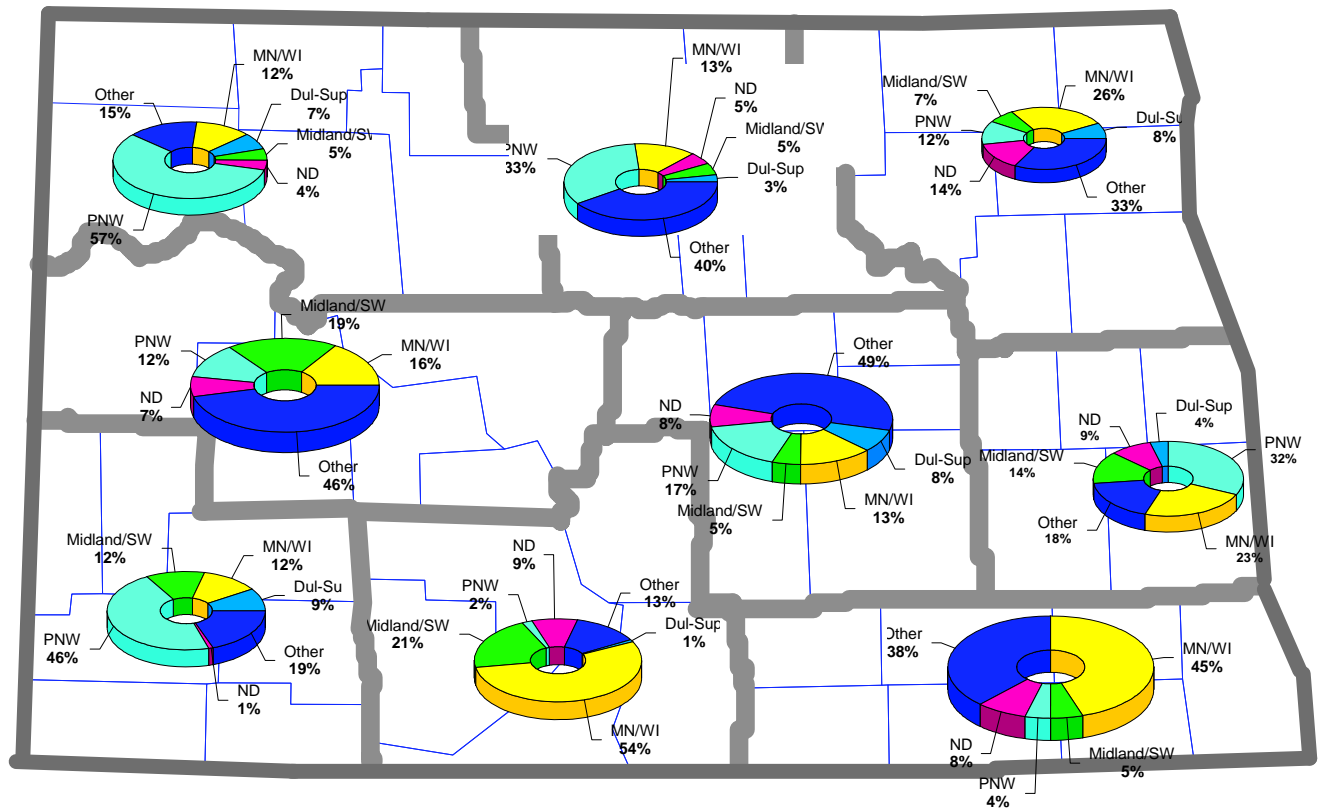 MN/WI
12%
Other
15%
Dul-Sup
7%
Midland/SW
5%
ND
4%
PNW
57%
MN/WI
13%
ND
5%
Midland/SW
5%
Dul-Sup
3%
PNW
33%
Other
40%
Midland/SW
7%
MN/WI
26%
PNW
12%
Dul-Su
8%
ND
14%
Other
33%
Midland/SW
19%
PNW
12%
MN/WI
16%
ND
7%
Other
46%
Other
49%
ND
8%
PNW
17%
Dul-Sup
8%
Midland/SW
5%
MN/WI
13%
Dul-Sup
4%
ND
9%
PNW
32%
Midland/SW
14%
Other
18%
MN/WI
23%
Midland/SW
12%
MN/WI
12%
Dul-Su
9%
PNW
46%
Other
19%
ND
1%
ND
9%
PNW
2%
Other
13%
Midland/SW
21%
Dul-Sup
1%
MN/WI
54%
Other
38%
MN/WI
45%
ND
8%
Midland/SW
5%
PNW
4%